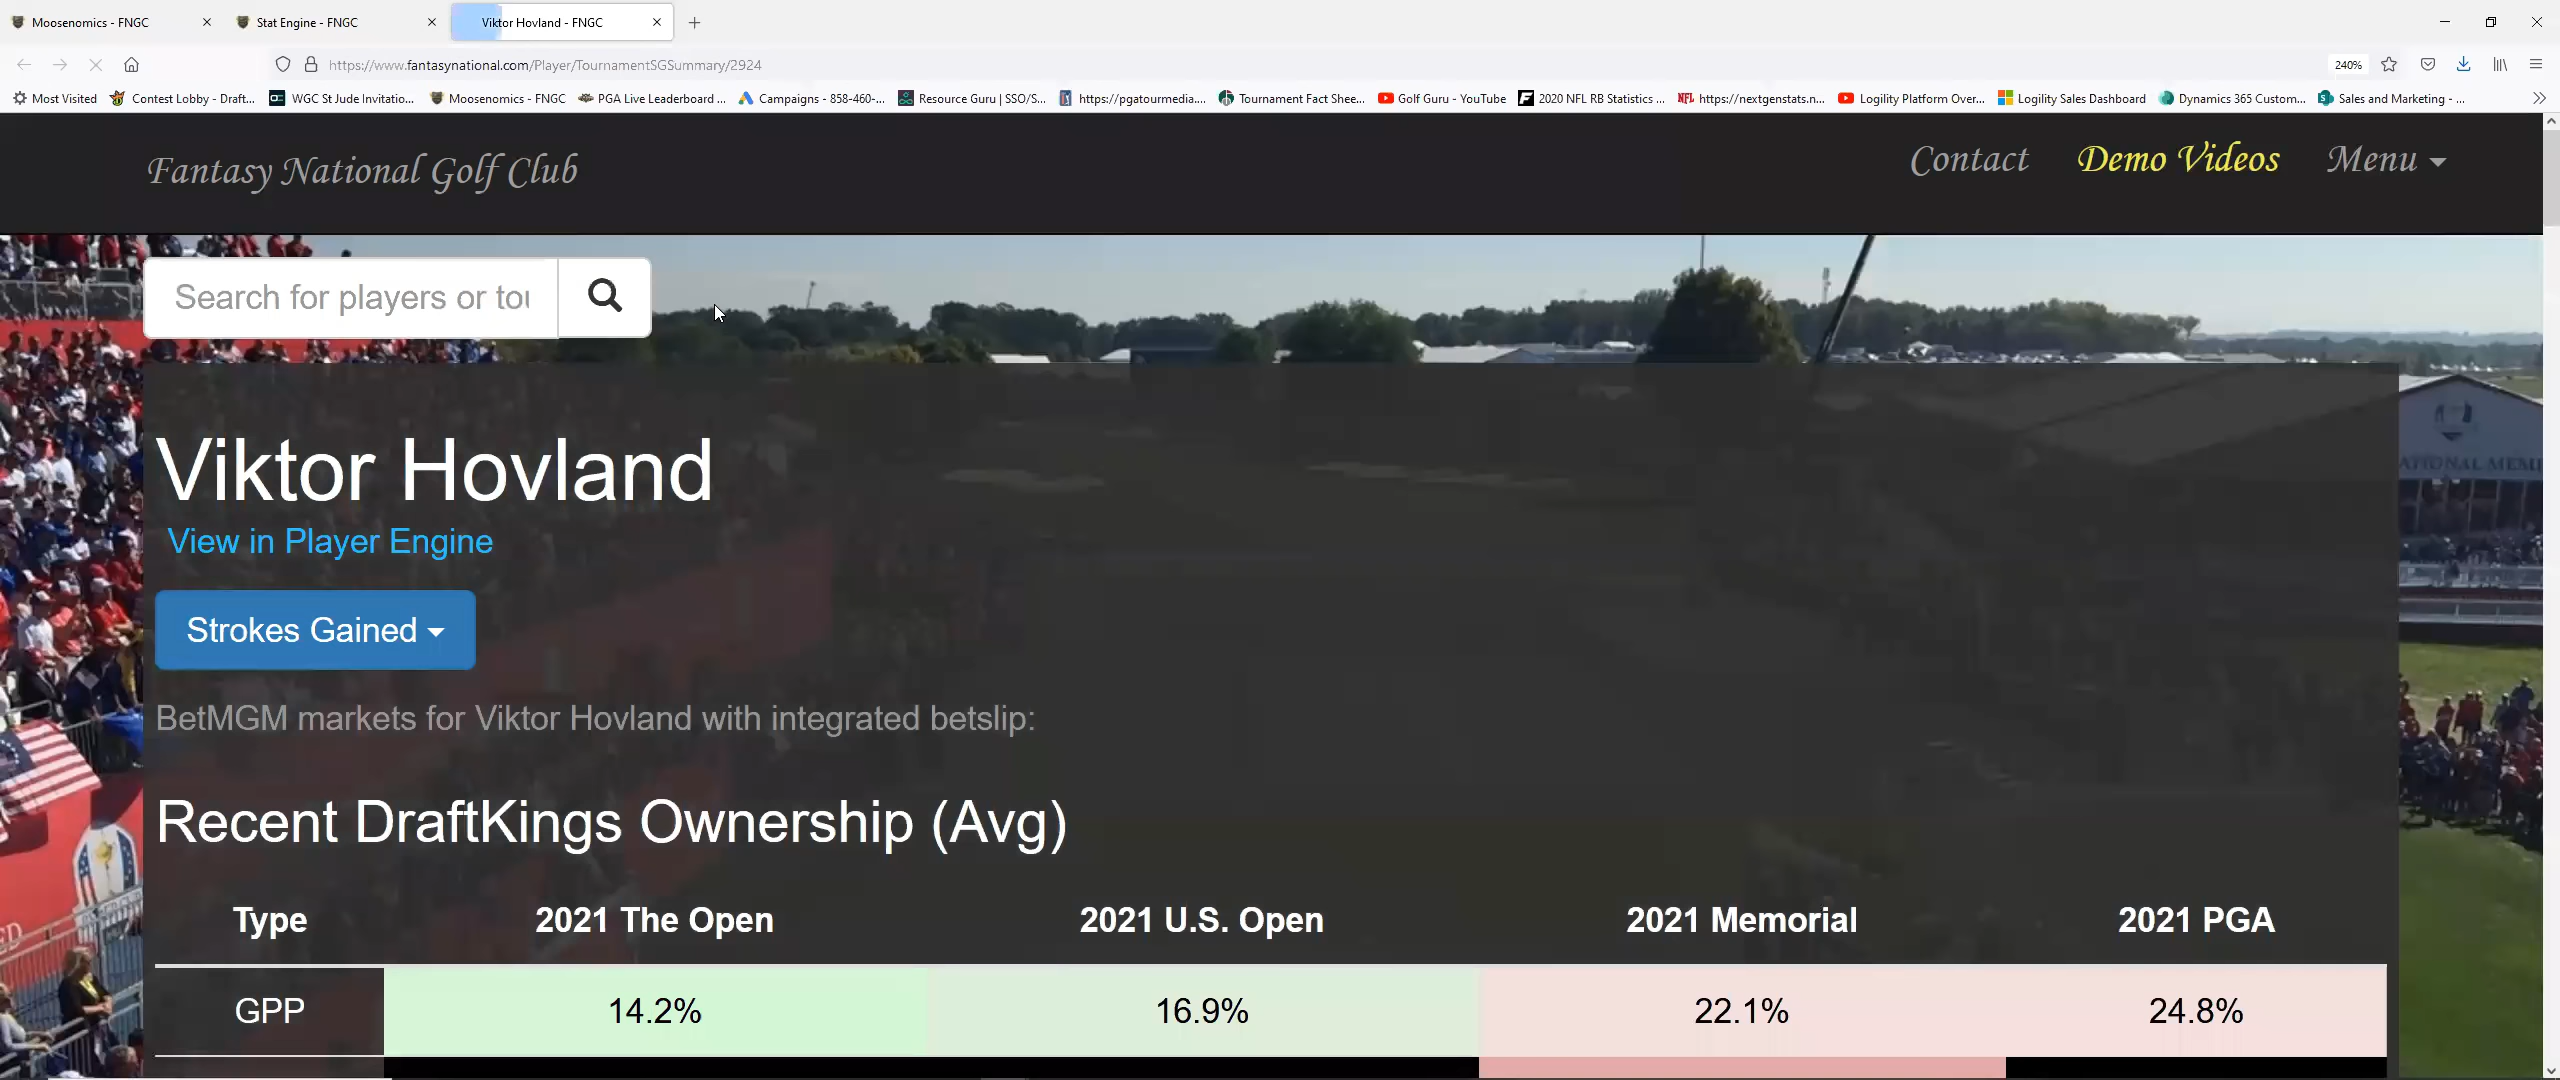 Moosenomics - FNGC
Stat Engine - FNGC
Viktor Hovland - FNGC
https://www.fantasynational.com/Player/TournamentSGSummary/2924
240%
Most Visited
Contest Lobby - Draft...
WGC St Jude Invitatio...
Moosenomics - FNGC
PGA Live Leaderboard ...
Campaigns - 858-460-...
Resource Guru | SSO/S...
https://pgatourmedia....
Tournament Fact Shee...
Golf Guru - YouTube
2020 NFL RB Statistics ...
https://nextgenstats.n...
Logility Platform Over...
Logility Sales Dashboard
Dynamics 365 Custom...
Sales and Marketing - ...
Fantasy National Golf Club
Contact
Demo Videos
Menu
Search for players or tou
Viktor Hovland
View in Player Engine
Strokes Gained
BetMGM markets for Viktor Hovland with integrated betslip:
Recent DraftKings Ownership (Avg)
Type 2021 The Open 2021 U.S. Open 2021 Memorial 2021 PGA
GPP 14.2% 16.9% 22.1% 24.8%